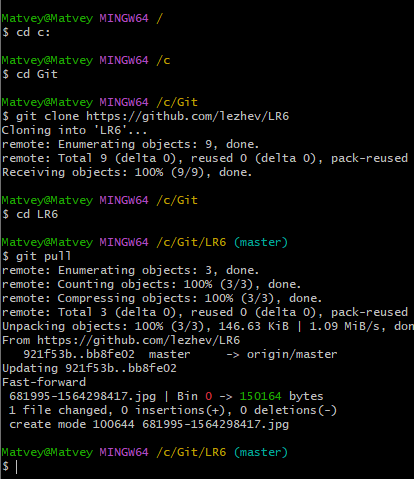 Matvey@Matvey MINGW64 /
$ cd c:
Matvey@Matvey MINGW64 /c
$ cd Git
Matvey@Matvey MINGW64 /c/Git
$ git clone https://github.com/lezhev/LR6
Cloning into 'LR6'...
remote: Enumerating objects: 9, done.
remote: Total 9 (delta 0), reused 0 (delta 0), pack-reused
Receiving objects: 100% (9/9), done.
Matvey@Matvey MINGW64 /c/Git
$ cd LR6
Matvey@Matvey MINGW64 /c/Git/LR6 (master)
$ git pull
remote: Enumerating objects: 3, done.
remote: Counting objects: 100% (3/3), done.
remote: Compressing objects: 100% (3/3), done.
remote: Total 3 (delta 0), reused 0 (delta 0), pack-reused
Unpacking objects: 100% (3/3), 146.63 KiB | 1.09 MiB/s, don
From https://github.com/lezhev/LR6
   921f53b..bb8fe02  master     -> origin/master
Updating 921f53b..bb8fe02
Fast-forward
 681995-1564298417.jpg | Bin 0 -> 150164 bytes
 1 file changed, 0 insertions(+), 0 deletions(-)
 create mode 100644 681995-1564298417.jpg
Matvey@Matvey MINGW64 /c/Git/LR6 (master)
$